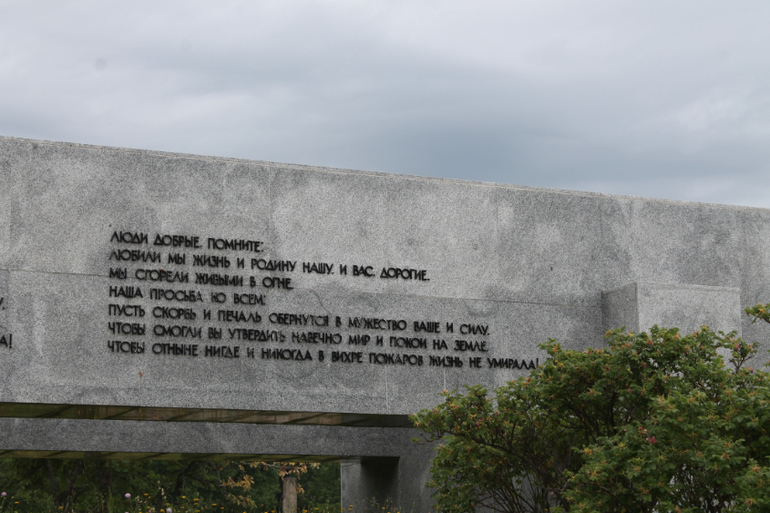 ЛЮДИ ДОБРЫЕ, ПОМНИТЕ:
ЛЮБИЛИ МЫ ЖИЗНЬ И РОДИНУ НАШУ, И ВАС, ДОРОГИЕ.
МЫ СГОРЕЛИ ЖИВЫМИ В ОГНЕ.
НАША ПРОСЬБА КО ВСЕМ:
ПУСТЬ СКОРБЬ И ПЕЧАЛЬ ОБЕРНУТСЯ В МУЖЕСТВО ВАШЕ И СИЛУ,
ЧТОБЫ СМОГЛИ ВЫ УТВЕРДИТЬ НАВЕЧНО МИР И ПОКОЙ НА ЗЕМЛЕ,
ЧТОБЫ ОТНЫНЕ НИГДЕ И НИКОГДА В ВИХРЕ ПОЖАРОВ ЖИЗНЬ НЕ УМИРАЛА!